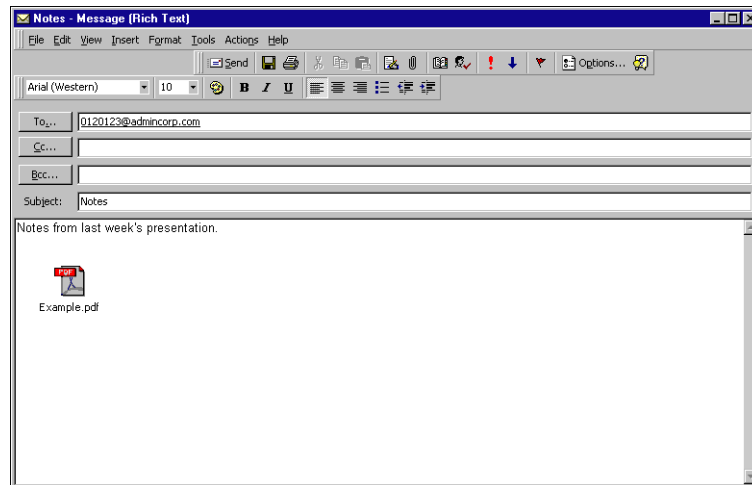 Notes - Message (Rich Text)
File Edit View Insert Format Tools Actions Help
Send Options...
Arial (Western) 10 B I U
To... 0120123@admincorp.com
Cc...
Bcc...
Subject: Notes
Notes from last week's presentation.
PDF
Example.pdf